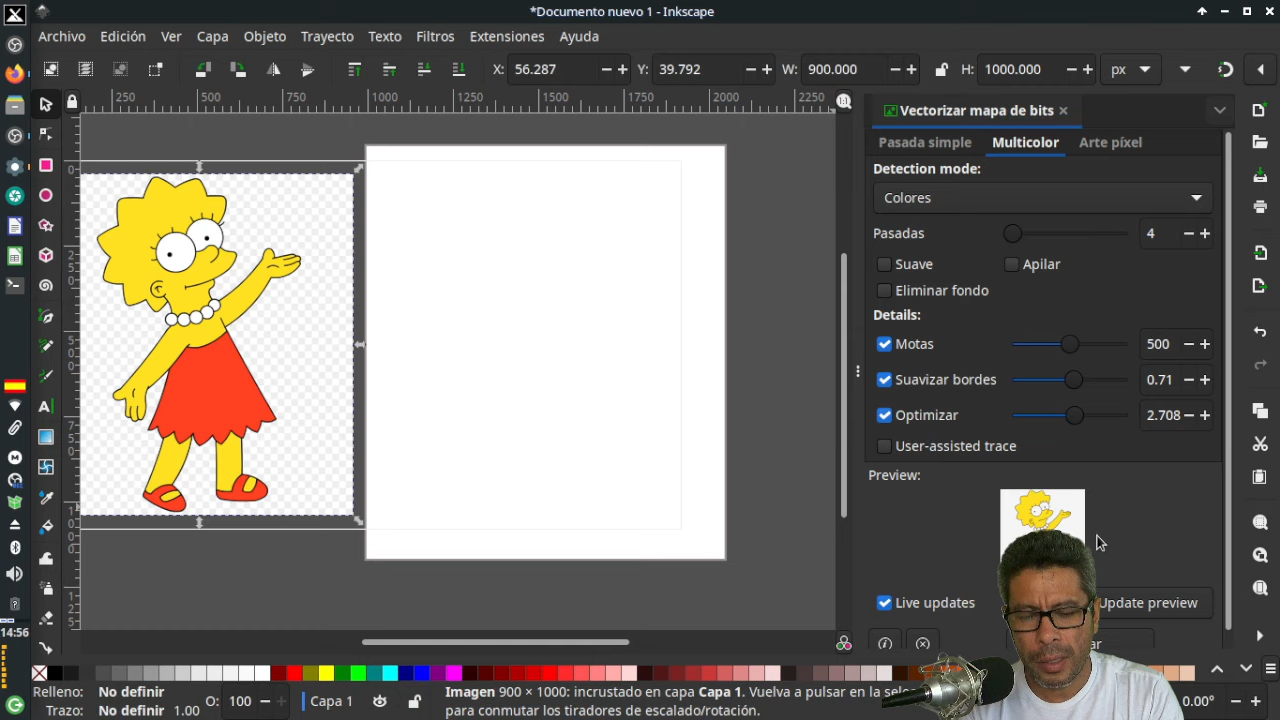 *Documento nuevo 1 - Inkscape
Archivo Edición Ver Capa Objeto Trayecto Texto Filtros Extensiones Ayuda
X: 56.287 Y: 39.792 W: 900.000 H: 1000.000 px
250 500 750 1000 1250 1500 1750 2000 2250
Vectorizar mapa de bits
Pasada simple Multicolor Arte píxel
Detection mode:
Colores
Pasadas 4
Suave Apilar
Eliminar fondo
Details:
Motas 500
Suavizar bordes 0.71
Optimizar 2.708
User-assisted trace
Preview:
Live updates Update preview
14:56
Relleno: No definir O: 100 Capa 1 Imagen 900 × 1000: incrustado en capa Capa 1. Vuelva a pulsar en la
Trazo: No definir 1.00 para conmutar los tiradores de escalado/rotación. 0.00°